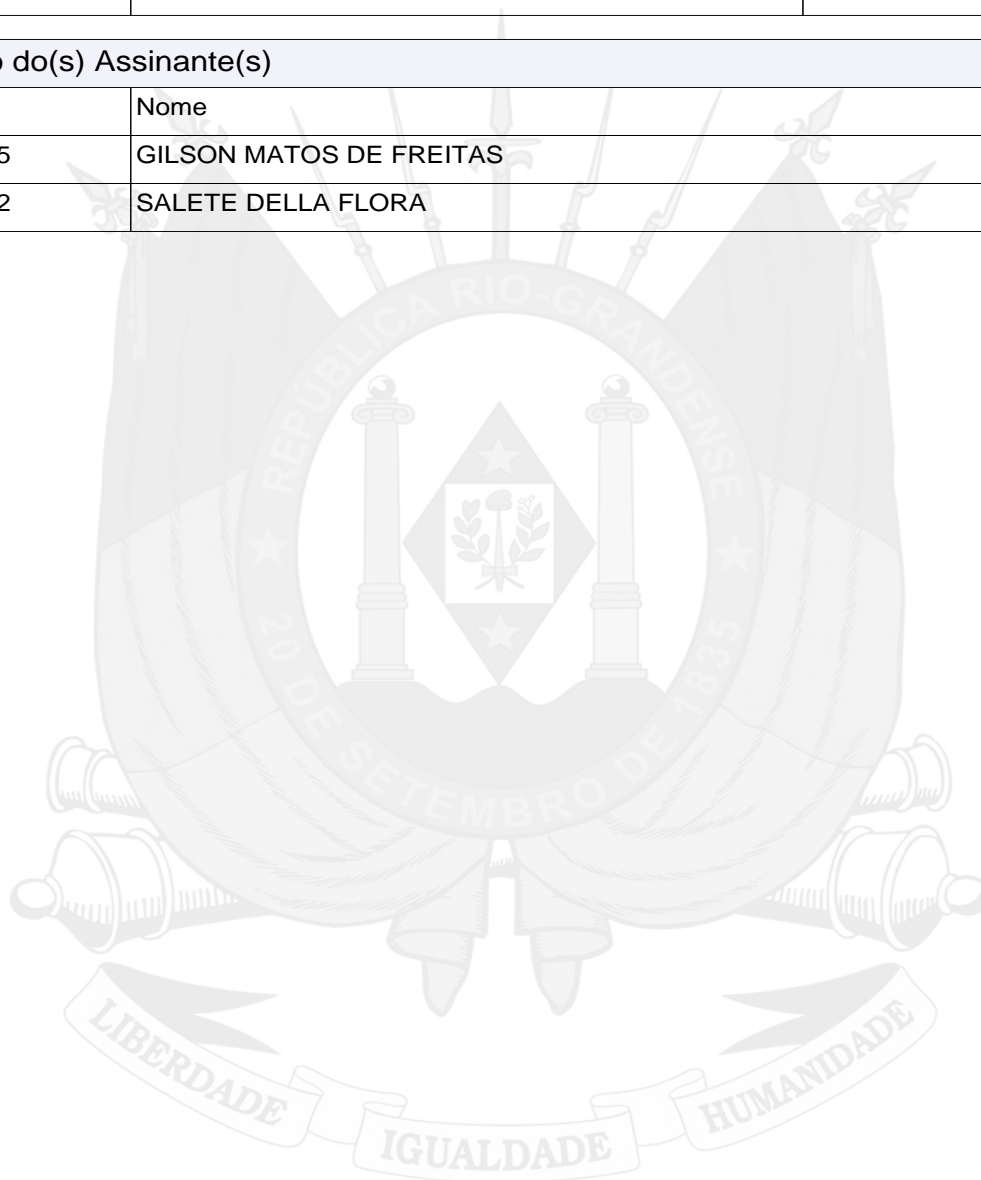 o do(s) Assinante(s)
Nome
5 GILSON MATOS DE FREITAS
2 SALETE DELLA FLORA
REPÚBLICA RIO-GRANDENSE
20 DE SETEMBRO DE 1835
LIBERDADE
IGUALDADE
HUMANIDADE